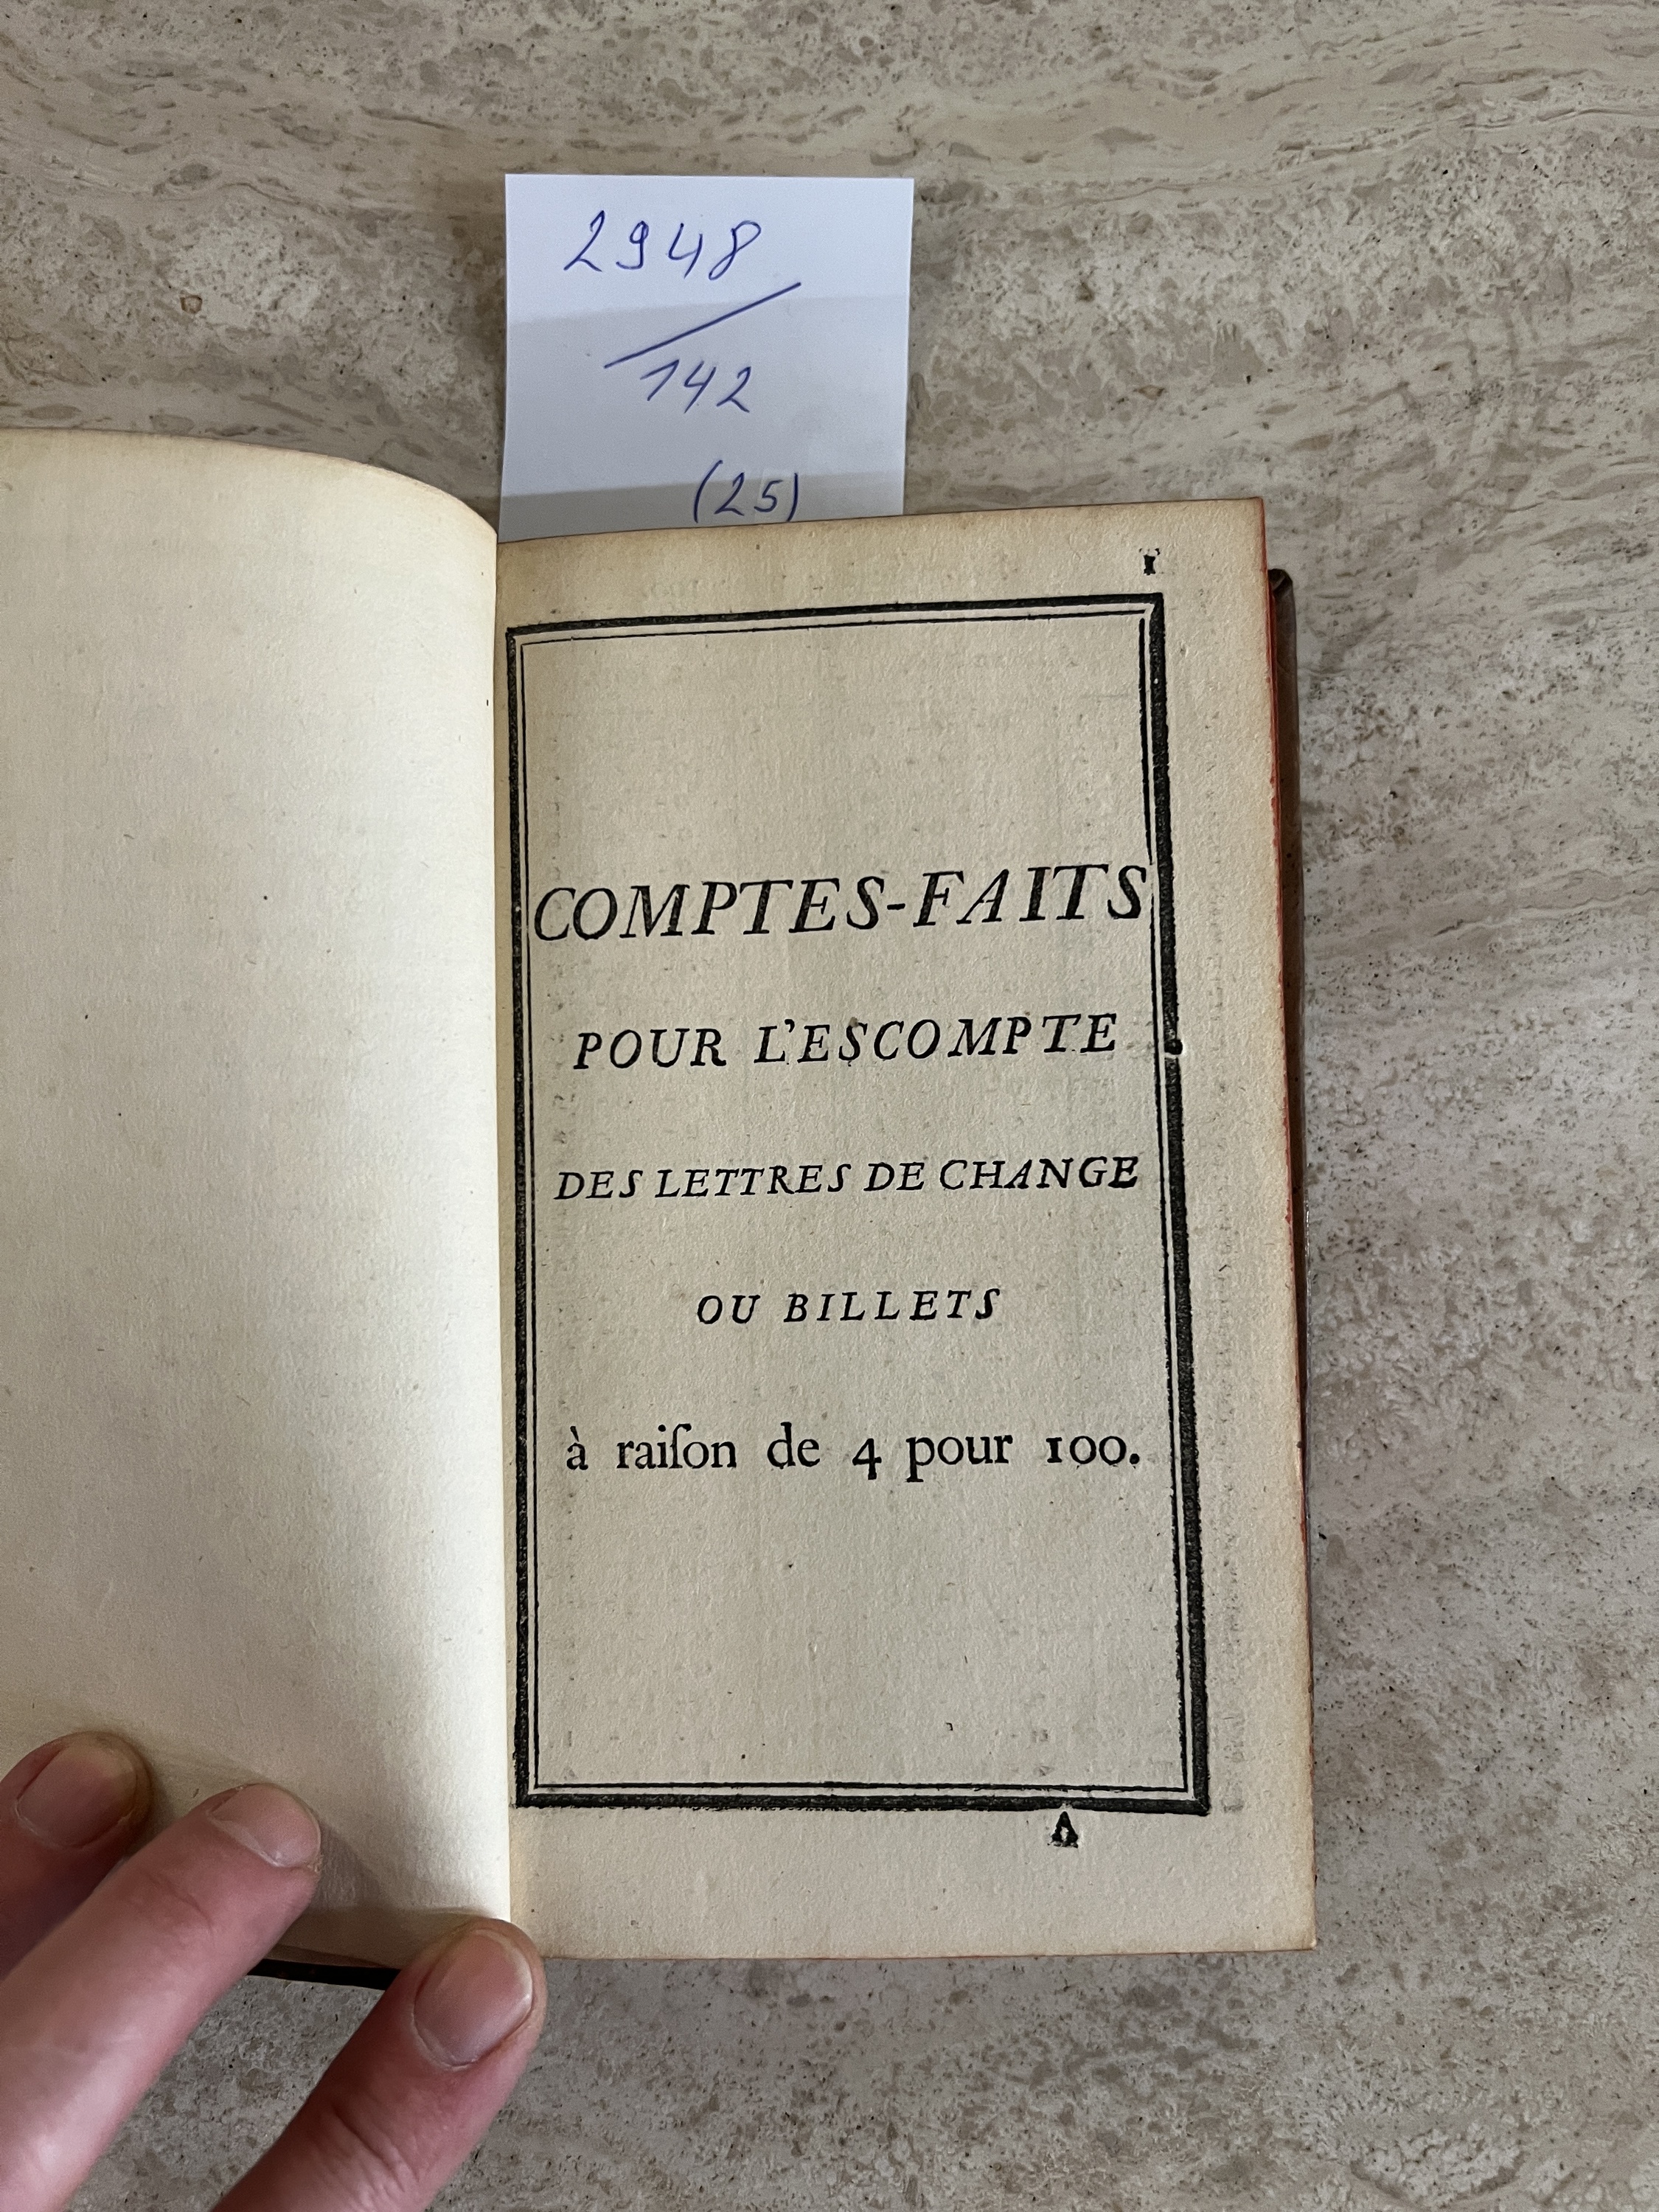 2948
/
142
(25)
I
COMPTES-FAITS
POUR L'ESCOMPTE
DES LETTRES DE CHANGE
OU BILLETS
à raiſon de 4 pour 100.
A